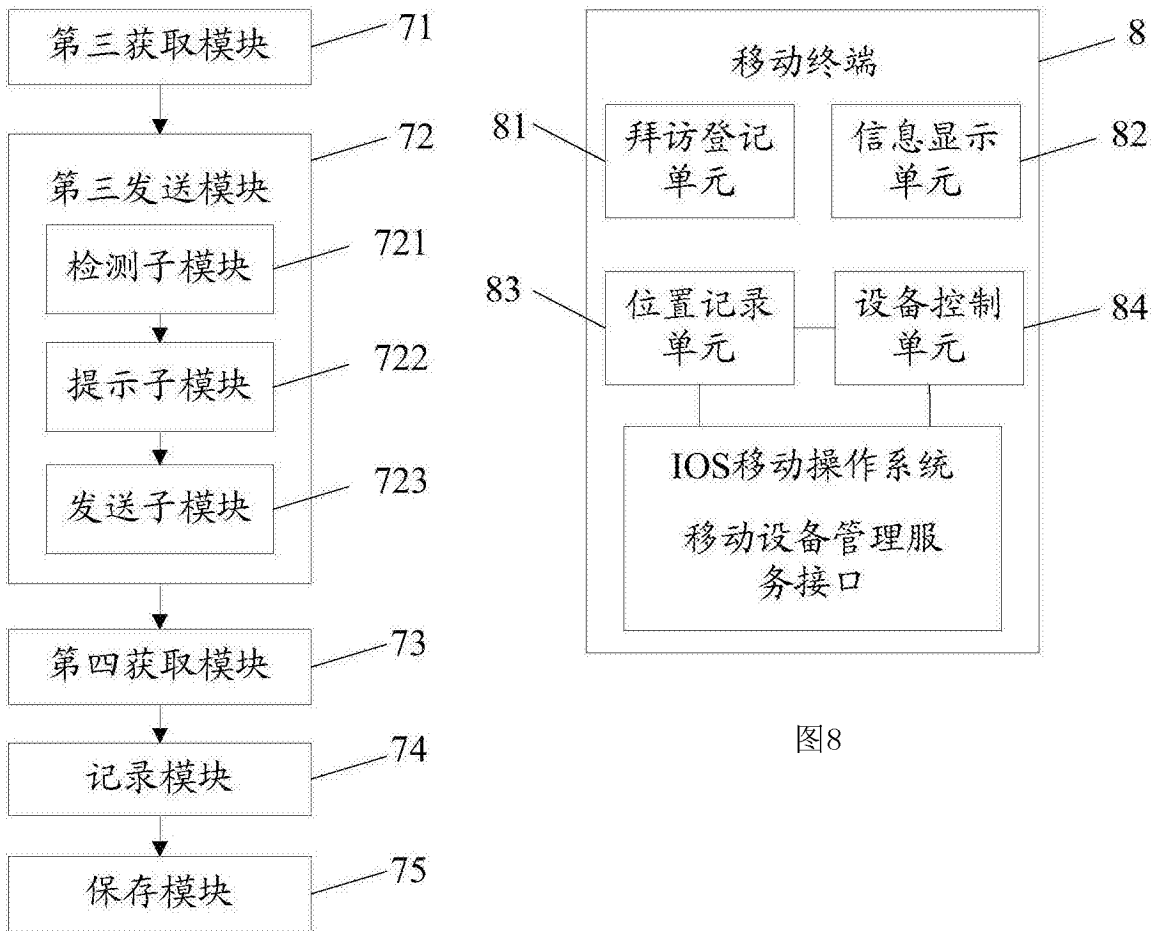 第三获取模块
71
第三发送模块
72
检测子模块
721
提示子模块
722
发送子模块
723
第四获取模块
73
记录模块
74
保存模块
75
移动终端
8
81
拜访登记
单元
信息显示
单元
82
83
位置记录
单元
设备控制
单元
84
IOS移动操作系统
移动设备管理服
务接口
图8